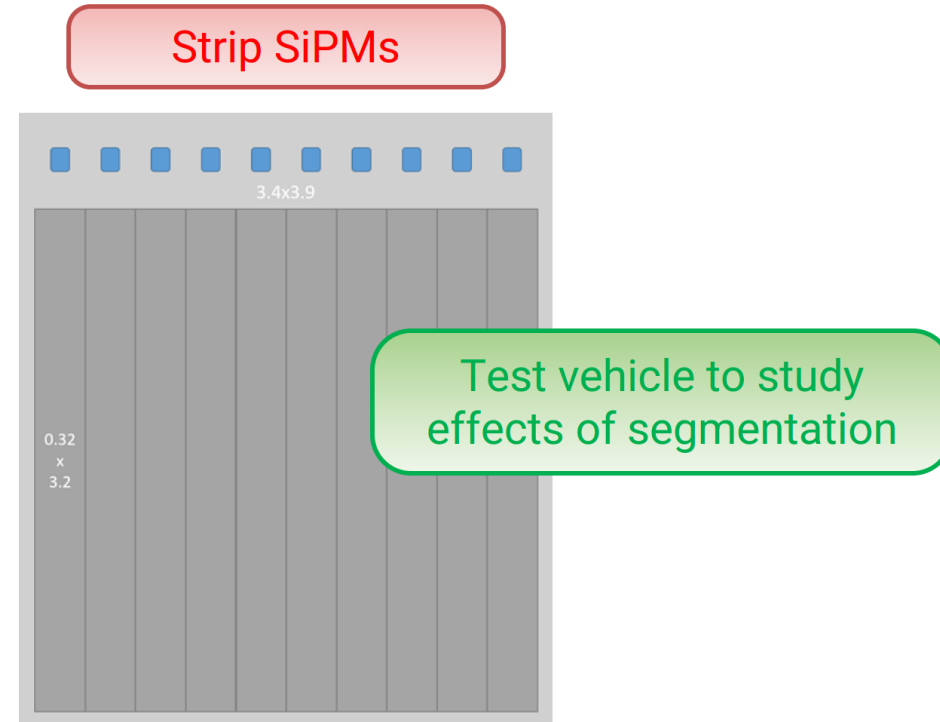 Strip SiPMs
3.4x3.9
Test vehicle to study
effects of segmentation
0.32
x
3.2